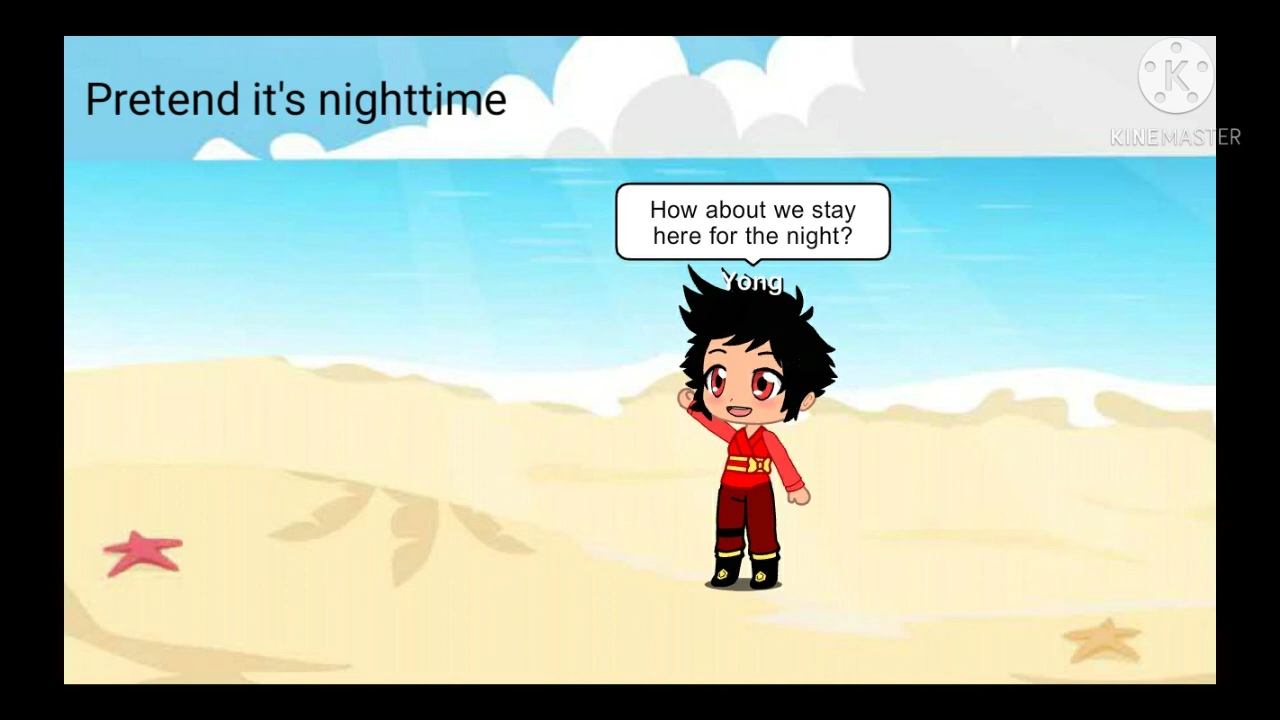 Pretend it's nighttime
K
KINEMASTER
How about we stay
here for the night?
Yong